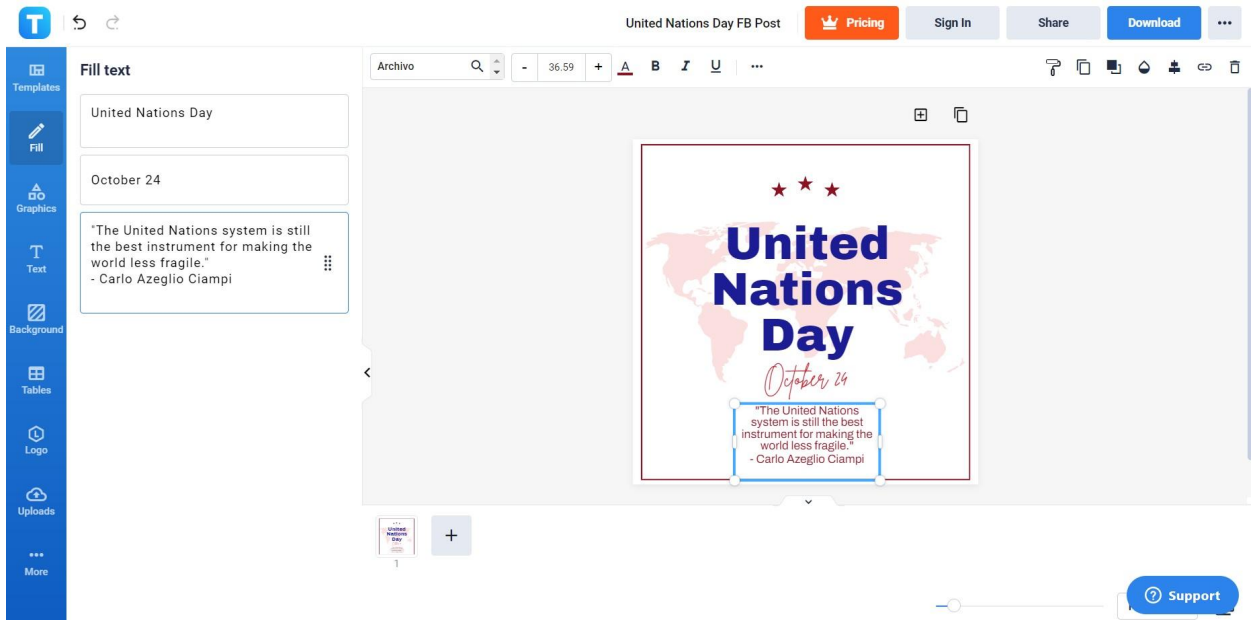 T
United Nations Day FB Post
Pricing
Sign In
Share
Download
Templates
Fill
Graphics
Text
Background
Tables
Logo
Uploads
More
Fill text
United Nations Day
October 24
"The United Nations system is still
the best instrument for making the
world less fragile."
- Carlo Azeglio Ciampi
Archivo
- 36.59 + A B I U
United
Nations
Day
October 24
"The United Nations
system is still the best
instrument for making the
world less fragile."
- Carlo Azeglio Ciampi
United
Nations
Day
1
Support